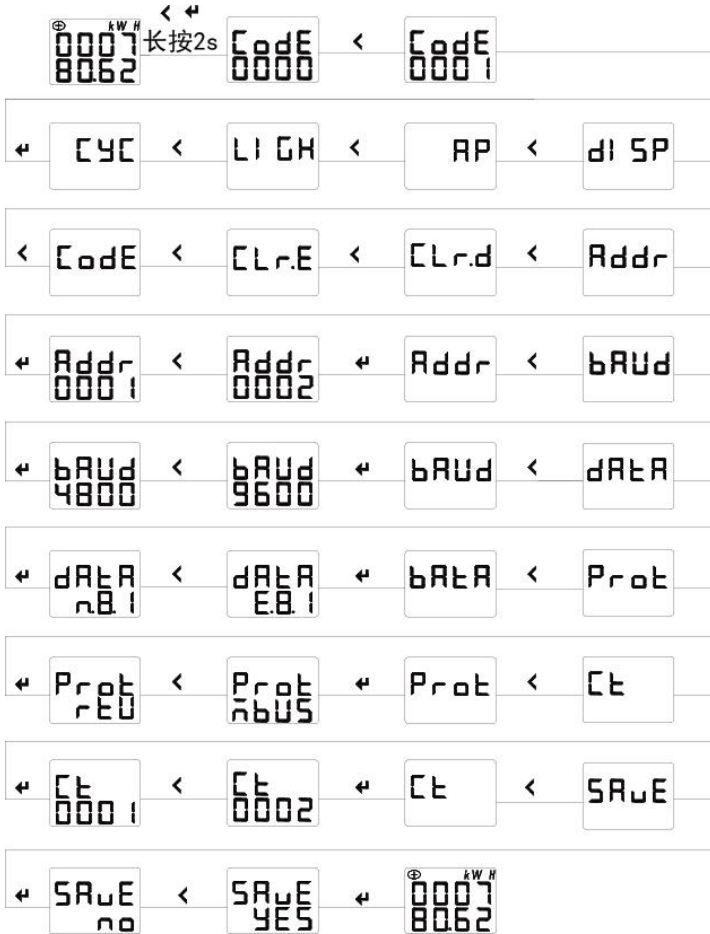 < ↵
kW H
0007
80.62
长按2s
CodE
0000
<
CodE
0001
↵ CYC < LIGH < AP < dISP
< CodE < CLr.E < CLr.d < Addr
↵ Addr
0001
< Addr
0002
↵ Addr < bAUd
↵ bAUd
4800
< bAUd
9600
↵ bAUd < dAtA
↵ dAtA
n.8.1
< dAtA
E.8.1
↵ bAtA < Prot
↵ Prot
rtU
< Prot
n̄bUS
↵ Prot < Ct
↵ Ct
0001
< Ct
0002
↵ Ct < SAvE
↵ SAvE
no
< SAvE
YES
↵ kW H
0007
80.62